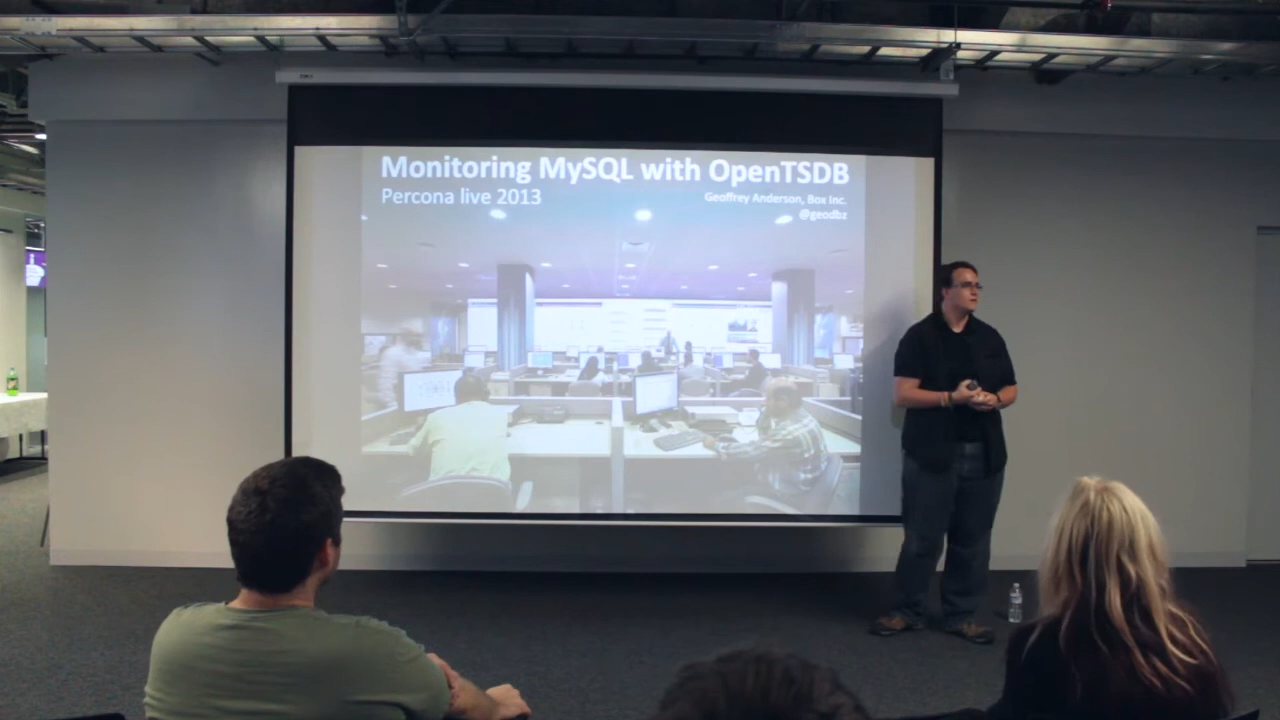 Monitoring MySQL with OpenTSDB
Percona live 2013
Geoffrey Anderson, Box Inc.
@geodbz